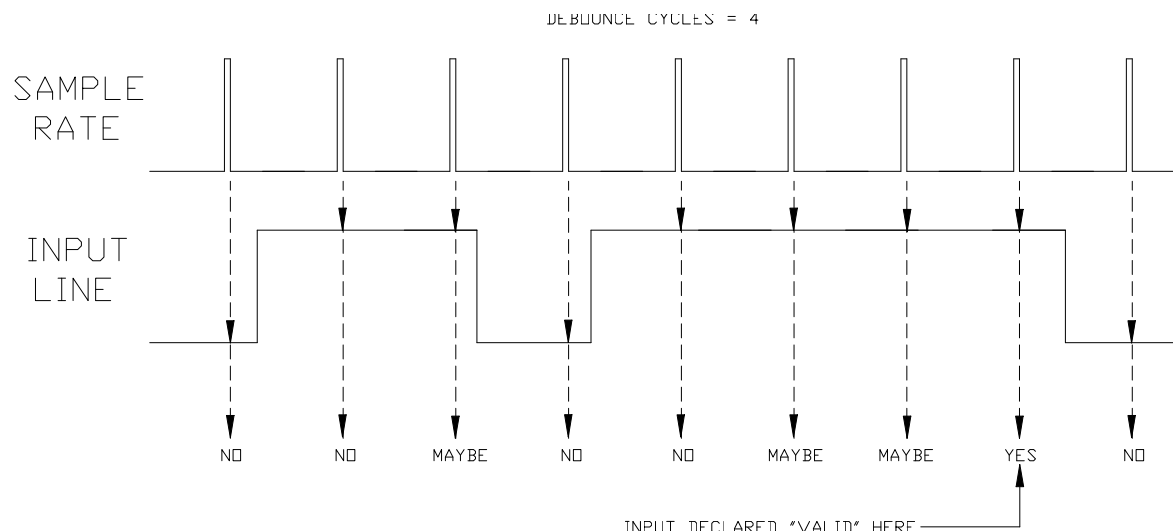 DEBOUNCE CYCLES = 4
SAMPLE
RATE
INPUT
LINE
NO NO MAYBE NO NO MAYBE MAYBE YES NO
INPUT DECLARED "VALID" HERE